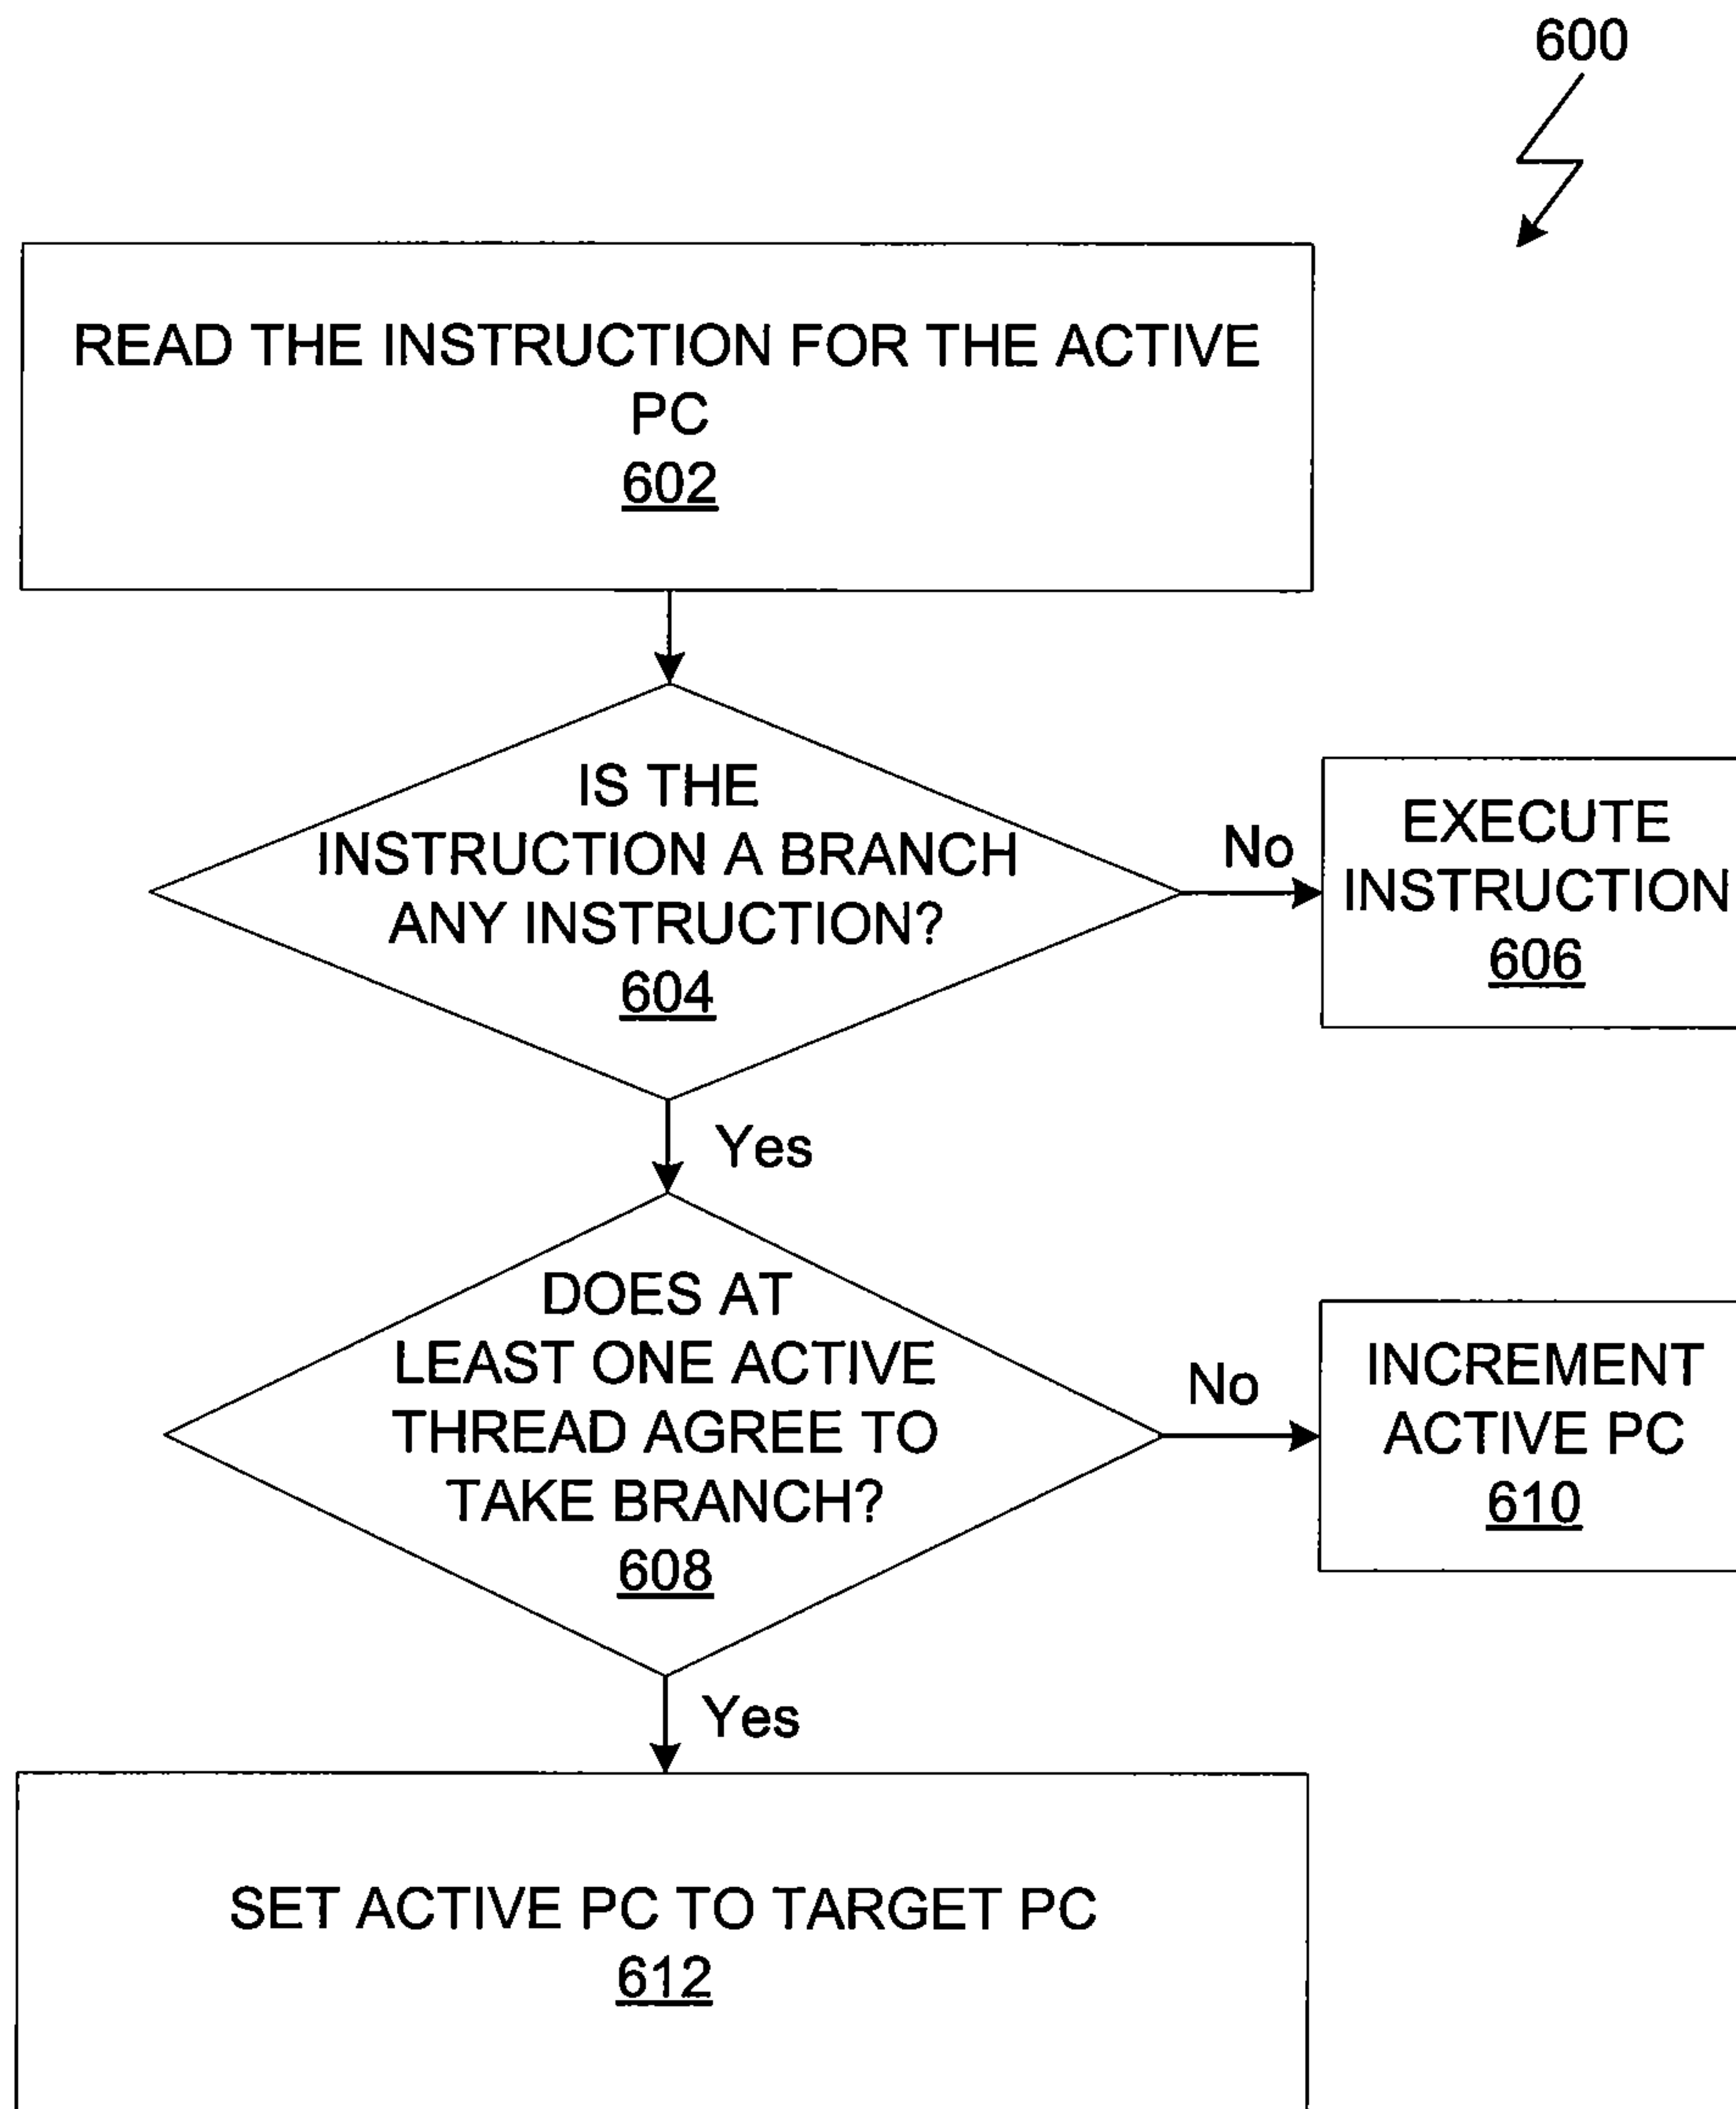 600
READ THE INSTRUCTION FOR THE ACTIVE
PC
602
IS THE
INSTRUCTION A BRANCH
ANY INSTRUCTION?
604
No
EXECUTE
INSTRUCTION
606
Yes
DOES AT
LEAST ONE ACTIVE
THREAD AGREE TO
TAKE BRANCH?
608
No
INCREMENT
ACTIVE PC
610
Yes
SET ACTIVE PC TO TARGET PC
612